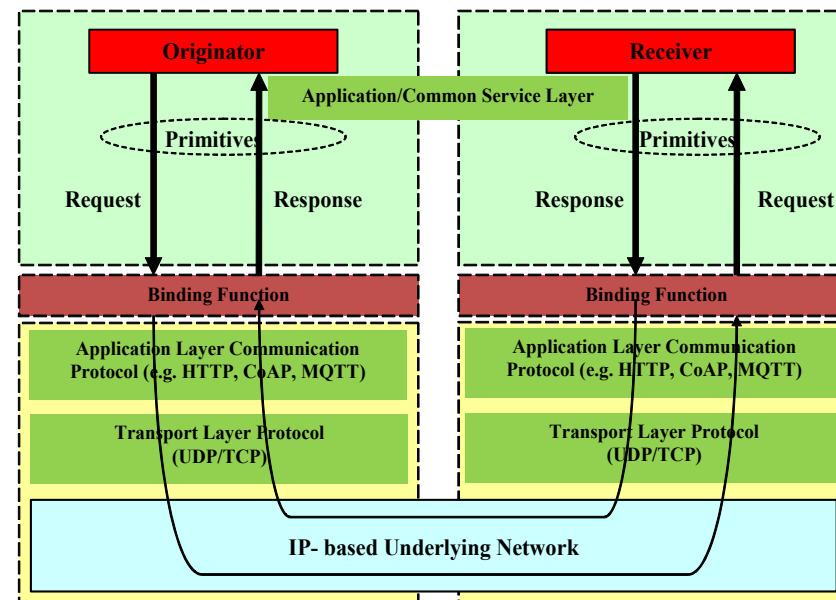 Originator
Receiver
Application/Common Service Layer
Primitives
Primitives
Request
Response
Response
Request
Binding Function
Binding Function
Application Layer Communication
Protocol (e.g. HTTP, CoAP, MQTT)
Application Layer Communication
Protocol (e.g. HTTP, CoAP, MQTT)
Transport Layer Protocol
(UDP/TCP)
Transport Layer Protocol
(UDP/TCP)
IP- based Underlying Network